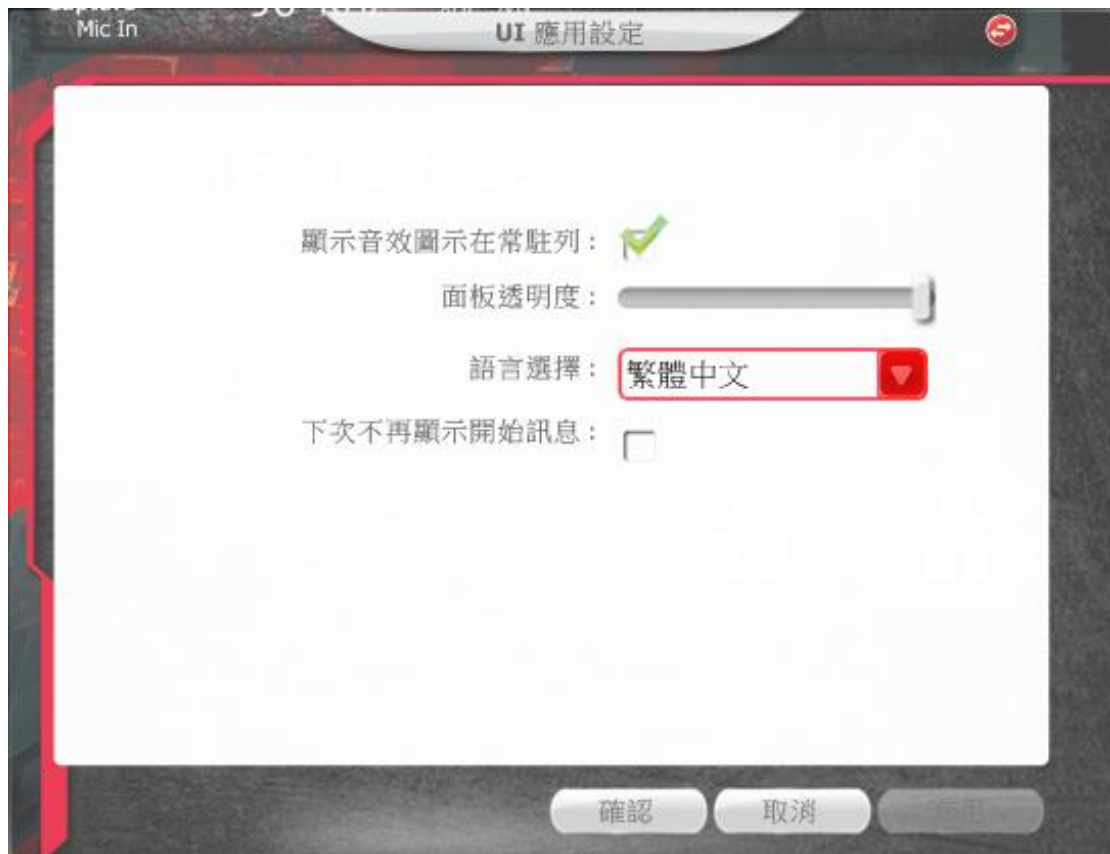 Mic In
UI 應用設定
顯示音效圖示在常駐列：
面板透明度：
語言選擇：
繁體中文
下次不再顯示開始訊息：
確認
取消